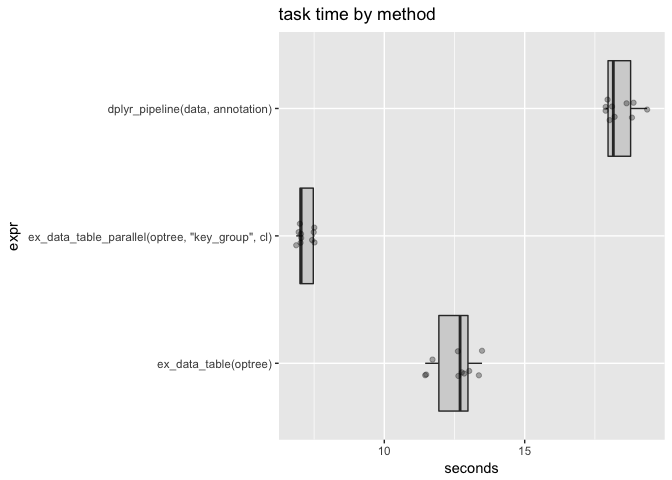 task time by method
expr
dplyr_pipeline(data, annotation)
ex_data_table_parallel(optree, "key_group", cl)
ex_data_table(optree)
10 15
seconds